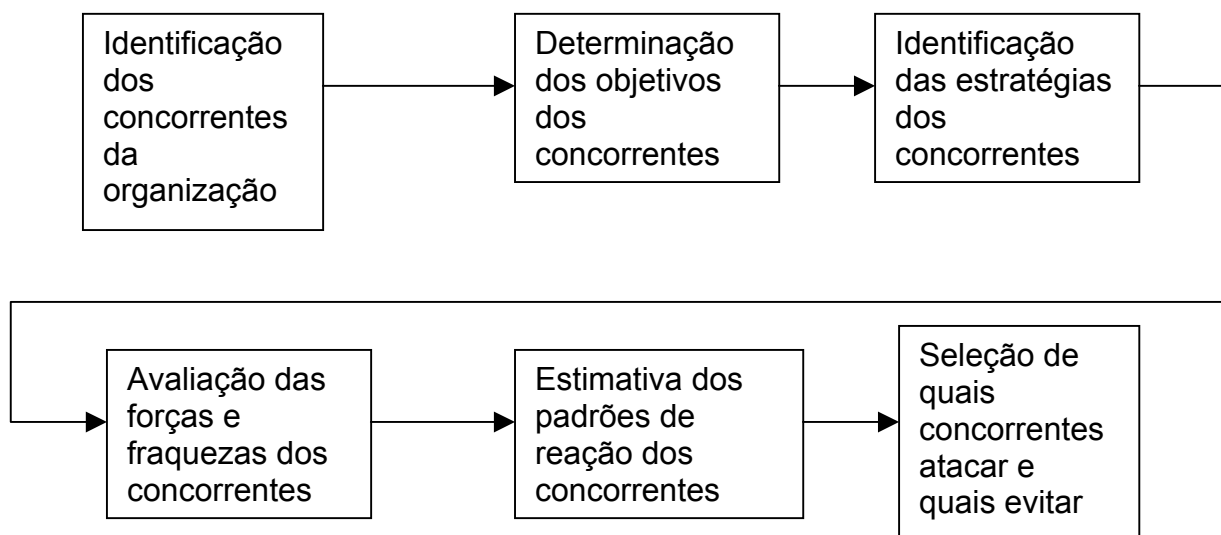 Identificação
dos
concorrentes
da
organização
Determinação
dos objetivos
dos
concorrentes
Identificação
das estratégias
dos
concorrentes
Avaliação das
forças e
fraquezas dos
concorrentes
Estimativa dos
padrões de
reação dos
concorrentes
Seleção de
quais
concorrentes
atacar e
quais evitar